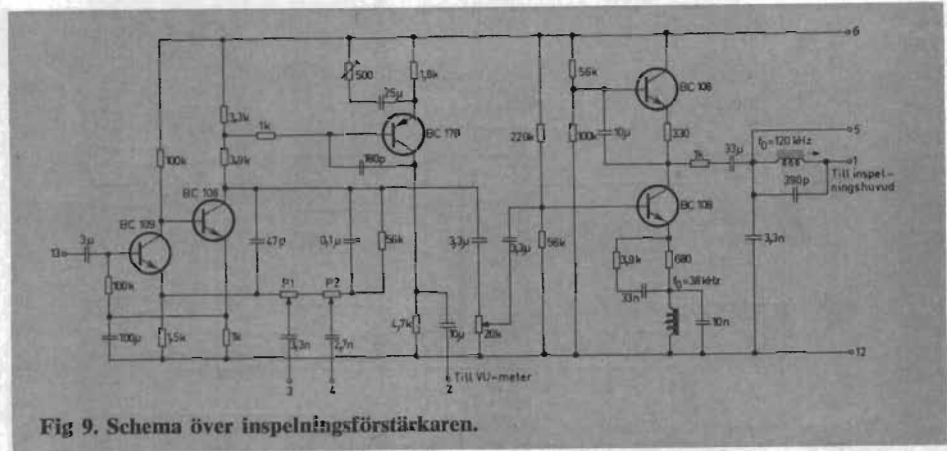 6
56k
BC 108
500
1,8k
25µ
3,3k
BC 178
1k
220k
100k
10µ
330
5
33µ
f₀=120 kHz
1k
1
Till inspel-
ningshuvud
390p
100k
3,9k
180p
BC 108
BC 109
BC 108
3µ
13
47p
0,1µ
56k
3,3µ
3,3µ
56k
3,9k
680
3,3n
f₀=38kHz
100k
P1
P2
33n
100µ
1,5k
1k
3,3n
2,7n
4,7k
10µ
20k
10n
12
3
4
2
Till VU-meter
Fig 9. Schema över inspelningsförstärkaren.